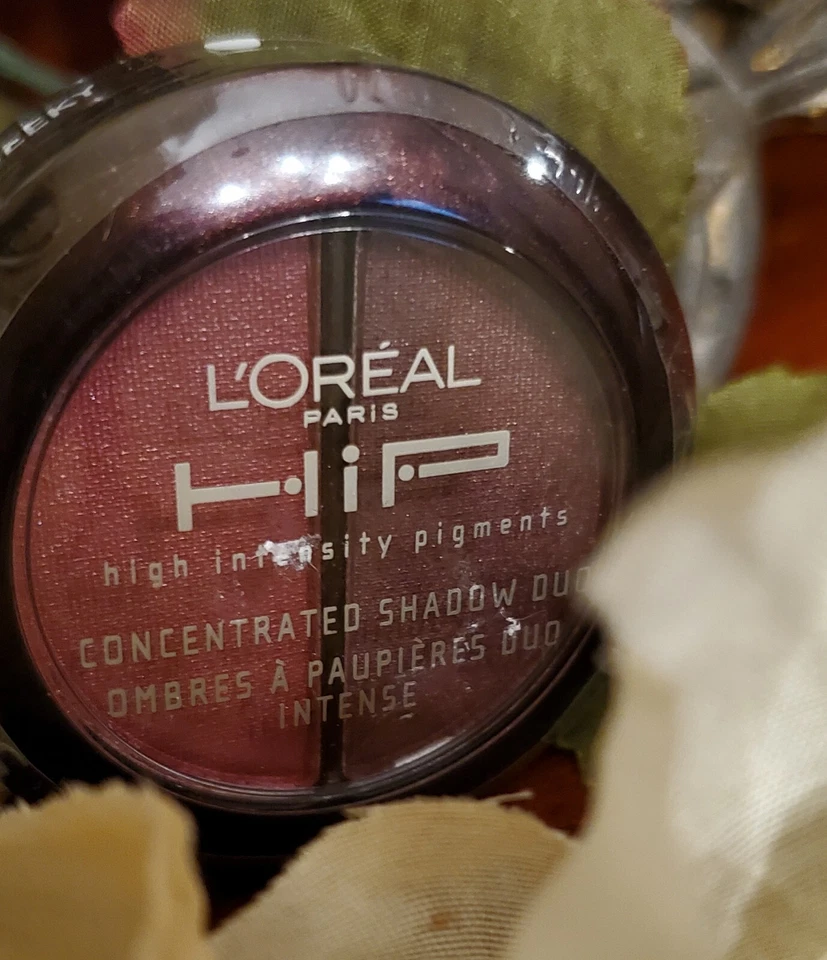 L'ORÉAL
PARiS
HiP
high intensity pigments
CONCENTRATED SHADOW DUO
OMBRES À PAUPIÈRES DUO
INTENSE